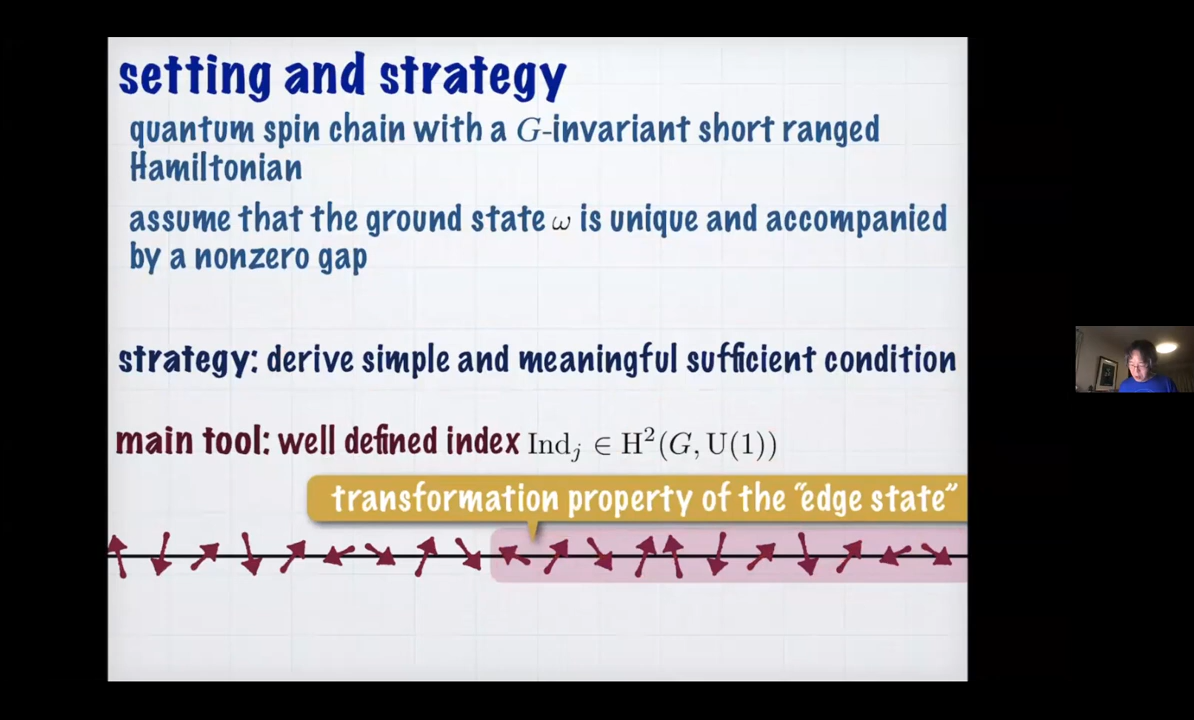 setting and strategy
quantum spin chain with a G-invariant short ranged
Hamiltonian
assume that the ground state ω is unique and accompanied
by a nonzero gap
strategy: derive simple and meaningful sufficient condition
main tool: well defined index Ind_j ∈ H²(G, U(1))
transformation property of the “edge state”